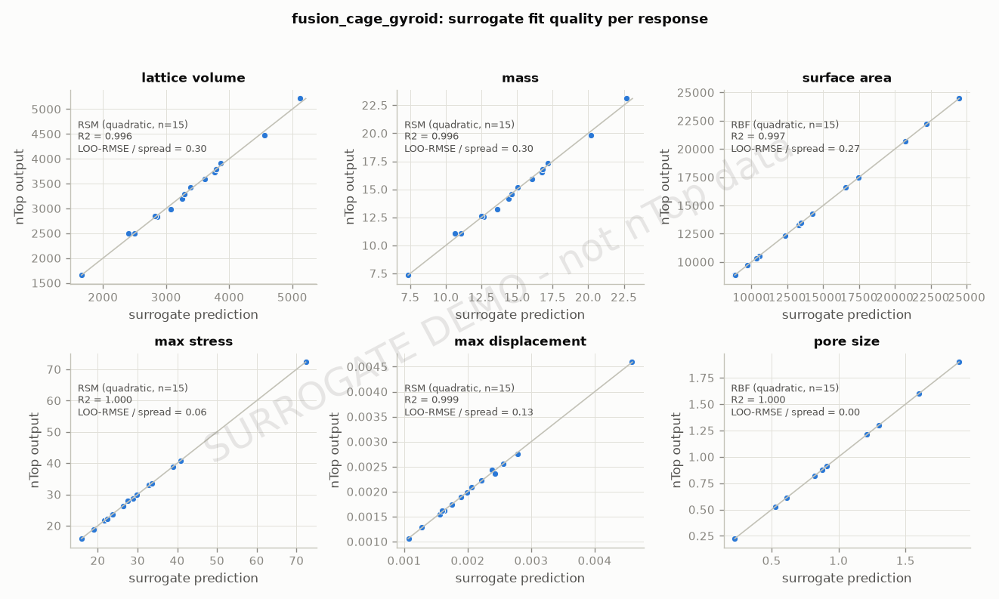 fusion_cage_gyroid: surrogate fit quality per response
lattice volume
RSM (quadratic, n=15)
R2 = 0.996
LOO-RMSE / spread = 0.30
nTop output
5000
4500
4000
3500
3000
2500
2000
1500
2000 3000 4000 5000
surrogate prediction
mass
RSM (quadratic, n=15)
R2 = 0.996
LOO-RMSE / spread = 0.30
nTop output
22.5
20.0
17.5
15.0
12.5
10.0
7.5
7.5 10.0 12.5 15.0 17.5 20.0 22.5
surrogate prediction
surface area
RBF (quadratic, n=15)
R2 = 0.997
LOO-RMSE / spread = 0.27
nTop output
25000
22500
20000
17500
15000
12500
10000
10000 12500 15000 17500 20000 22500 25000
surrogate prediction
max stress
RSM (quadratic, n=15)
R2 = 1.000
LOO-RMSE / spread = 0.06
nTop output
70
60
50
40
30
20
20 30 40 50 60 70
surrogate prediction
max displacement
RSM (quadratic, n=15)
R2 = 0.999
LOO-RMSE / spread = 0.13
nTop output
0.0045
0.0040
0.0035
0.0030
0.0025
0.0020
0.0015
0.0010
0.001 0.002 0.003 0.004
surrogate prediction
pore size
RBF (quadratic, n=15)
R2 = 1.000
LOO-RMSE / spread = 0.00
nTop output
1.75
1.50
1.25
1.00
0.75
0.50
0.25
0.5 1.0 1.5
surrogate prediction
SURROGATE DEMO - not nTop data